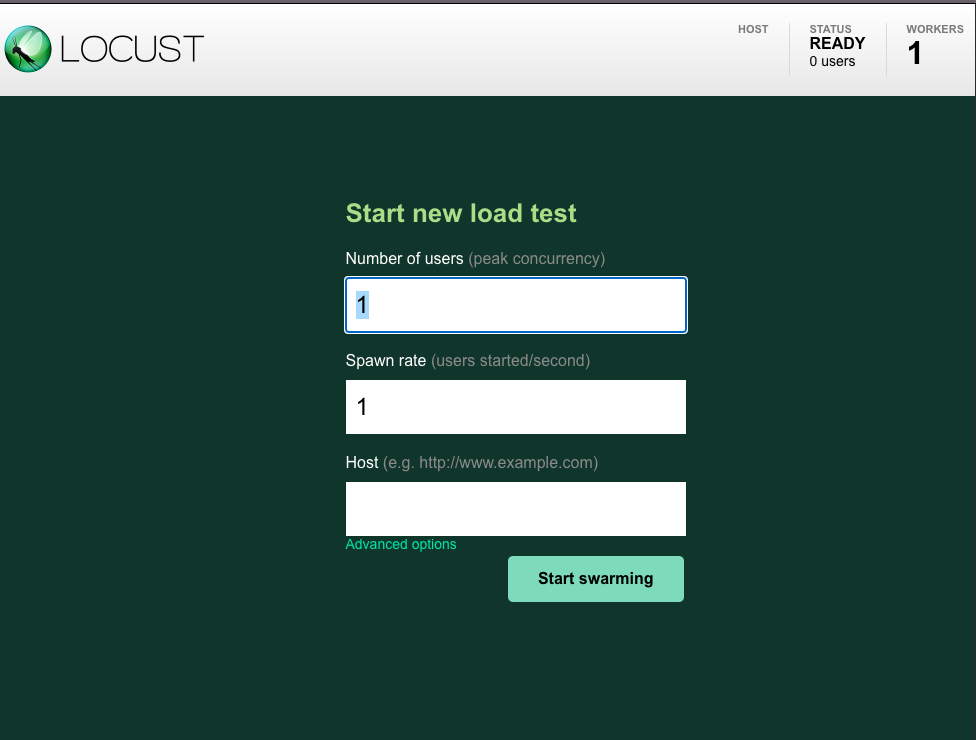 LOCUST
HOST
STATUS
READY
0 users
WORKERS
1
Start new load test
Number of users (peak concurrency)
1
Spawn rate (users started/second)
1
Host (e.g. http://www.example.com)
Advanced options
Start swarming